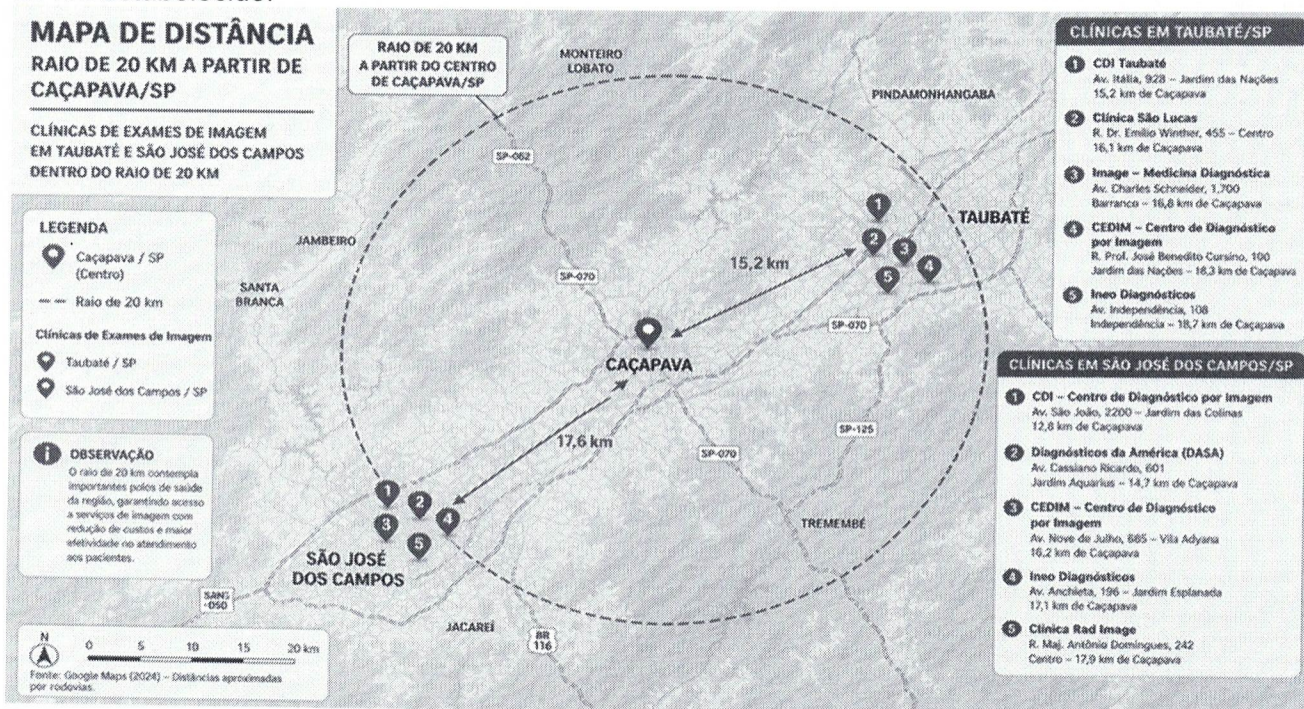 MAPA DE DISTÂNCIA
RAIO DE 20 KM A PARTIR DE
CAÇAPAVA/SP
CLÍNICAS DE EXAMES DE IMAGEM
EM TAUBATÉ E SÃO JOSÉ DOS CAMPOS
DENTRO DO RAIO DE 20 KM
RAIO DE 20 KM
A PARTIR DO CENTRO
DE CAÇAPAVA/SP
MONTEIRO
LOBATO
PINDAMONHANGABA
SP-062
JAMBEIRO
SANTA
BRANCA
SP-070
TAUBATÉ
1
2
3
4
5
15,2 km
SP-070
CAÇAPAVA
17,6 km
SP-125
SP-070
TREMEMBÉ
1
2
3
4
5
SÃO JOSÉ
DOS CAMPOS
JACAREÍ
BR
116
LEGENDA
Caçapava / SP
(Centro)
Raio de 20 km
Clínicas de Exames de Imagem
Taubaté / SP
São José dos Campos / SP
i OBSERVAÇÃO
O raio de 20 km contempla
importantes polos de saúde
da região, garantindo acesso
a serviços de imagem com
redução de custos e maior
efetividade no atendimento
aos pacientes.
N
0 5 10 15 20 km
Fonte: Google Maps (2024) – Distâncias aproximadas
por rodovias.
CLÍNICAS EM TAUBATÉ/SP
1 CDI Taubaté
Av. Itália, 928 – Jardim das Nações
15,2 km de Caçapava
2 Clínica São Lucas
R. Dr. Emílio Winther, 455 – Centro
16,1 km de Caçapava
3 Image – Medicina Diagnóstica
Av. Charles Schneider, 1.700
Barranco – 16,8 km de Caçapava
4 CEDIM – Centro de Diagnóstico
por Imagem
R. Prof. José Benedito Cursino, 100
Jardim das Nações – 18,3 km de Caçapava
5 Ineo Diagnósticos
Av. Independência, 108
Independência – 18,7 km de Caçapava
CLÍNICAS EM SÃO JOSÉ DOS CAMPOS/SP
1 CDI – Centro de Diagnóstico por Imagem
Av. São João, 2200 – Jardim das Colinas
12,8 km de Caçapava
2 Diagnósticos da América (DASA)
Av. Cassiano Ricardo, 601
Jardim Aquarius – 14,7 km de Caçapava
3 CEDIM – Centro de Diagnóstico
por Imagem
Av. Nove de Julho, 685 – Vila Adyana
16,2 km de Caçapava
4 Ineo Diagnósticos
Av. Anchieta, 196 – Jardim Esplanada
17,1 km de Caçapava
5 Clínica Rad Image
R. Maj. Antônio Domingues, 242
Centro – 17,9 km de Caçapava